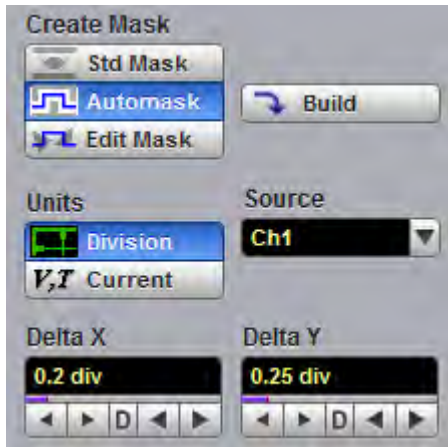 Create Mask
Std Mask
Automask
Build
Edit Mask
Units
Source
Division
Ch1
V,T Current
Delta X
Delta Y
0.2 div
0.25 div
D
D